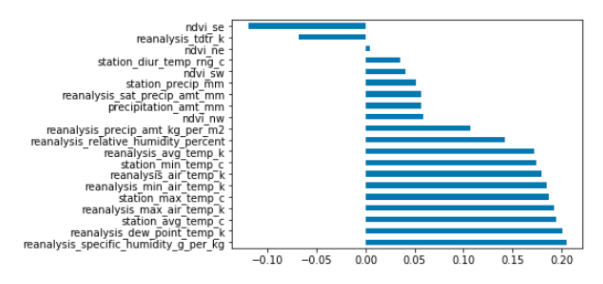 ndvi_se
reanalysis_tdtr_k
ndvi_ne
station_diur_temp_rng_c
ndvi_sw
station_precip_mm
reanalysis_sat_precip_amt_mm
precipitation_amt_mm
ndvi_nw
reanalysis_precip_amt_kg_per_m2
reanalysis_relative_humidity_percent
reanalysis_avg_temp_k
station_min_temp_c
reanalysis_air_temp_k
reanalysis_min_air_temp_k
station_max_temp_c
reanalysis_max_air_temp_k
station_avg_temp_c
reanalysis_dew_point_temp_k
reanalysis_specific_humidity_g_per_kg
−0.10 −0.05 0.00 0.05 0.10 0.15 0.20